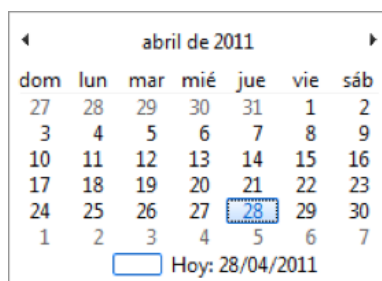 abril de 2011
dom lun mar mié jue vie sáb
27 28 29 30 31 1 2
3 4 5 6 7 8 9
10 11 12 13 14 15 16
17 18 19 20 21 22 23
24 25 26 27 28 29 30
1 2 3 4 5 6 7
Hoy: 28/04/2011